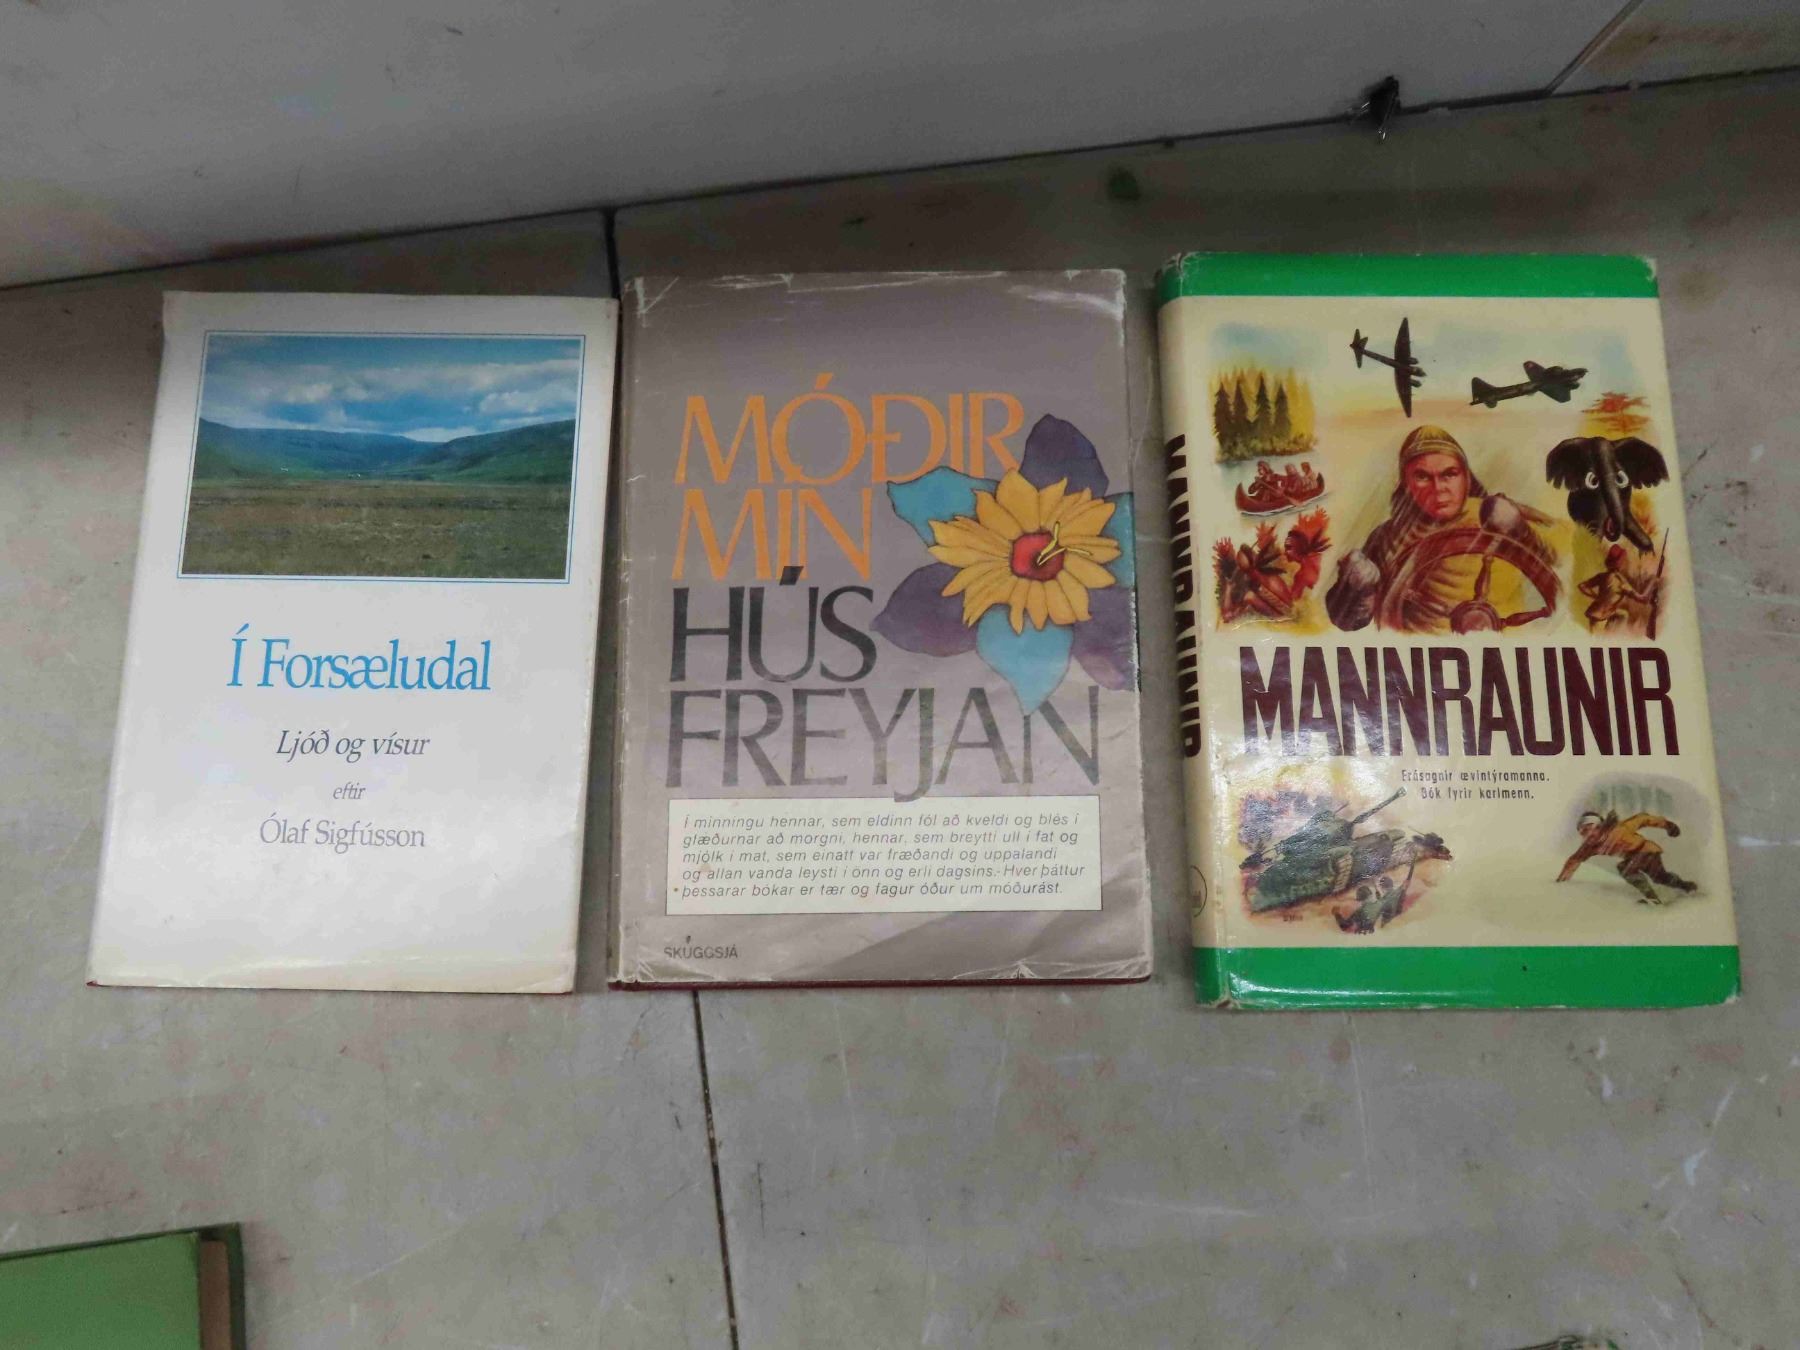 Í Forsæludal
Ljóð og vísur
eftir
Ólaf Sigfússon
MÓÐIR
MÍN
HÚS
FREYJAN
Í minningu hennar, sem eldinn fól að kveldi og blés í
glæðurnar að morgni, hennar, sem breytti ull í fat og
mjólk í mat, sem einatt var fræðandi og uppalandi
og allan vanda leysti í önn og erli dagsins.- Hver þáttur
þessarar bókar er tær og fagur óður um móðurást.
SKUGGSJÁ
MANNRAUNIR
MANNRAUNIR
Frásagnir ævintýramanna.
Bók fyrir karlmenn.